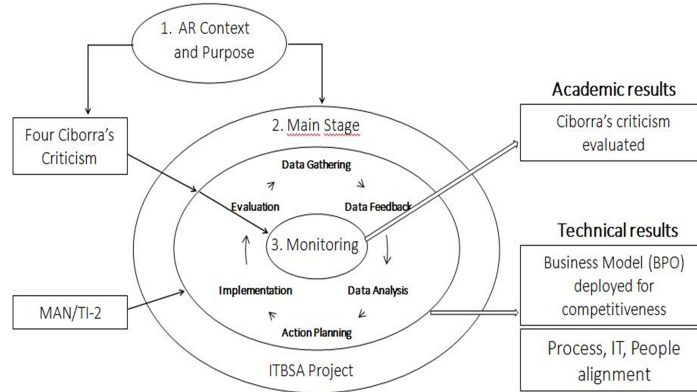 1. AR Context
and Purpose
Academic results
Four Ciborra's
Criticism
2. Main Stage
Ciborra's criticism
evaluated
Data Gathering
Evaluation
Data Feedback
3. Monitoring
Technical results
Implementation
Data Analysis
Business Model (BPO)
deployed for
competitiveness
MAN/TI-2
Action Planning
Process, IT, People
alignment
ITBSA Project